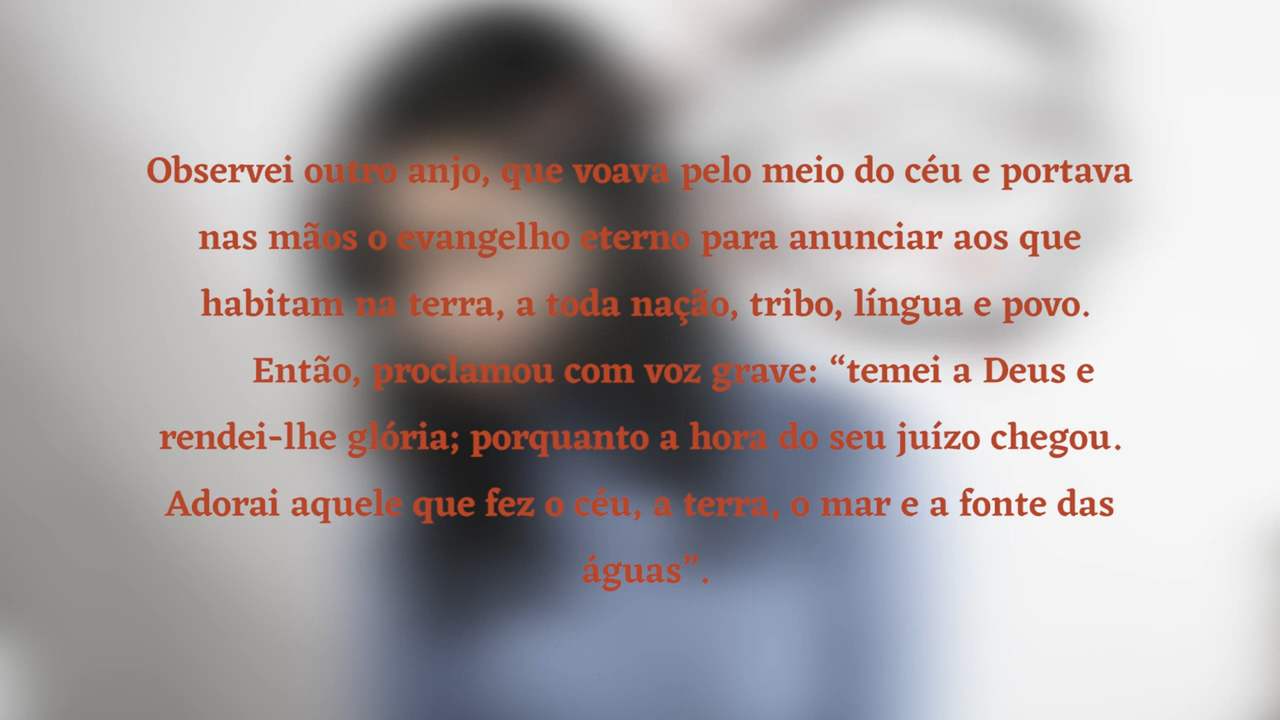 Observei outro anjo, que voava pelo meio do céu e portava
nas mãos o evangelho eterno para anunciar aos que
habitam na terra, a toda nação, tribo, língua e povo.
Então, proclamou com voz grave: “temei a Deus e
rendei-lhe glória; porquanto a hora do seu juízo chegou.
Adorai aquele que fez o céu, a terra, o mar e a fonte das
águas”.